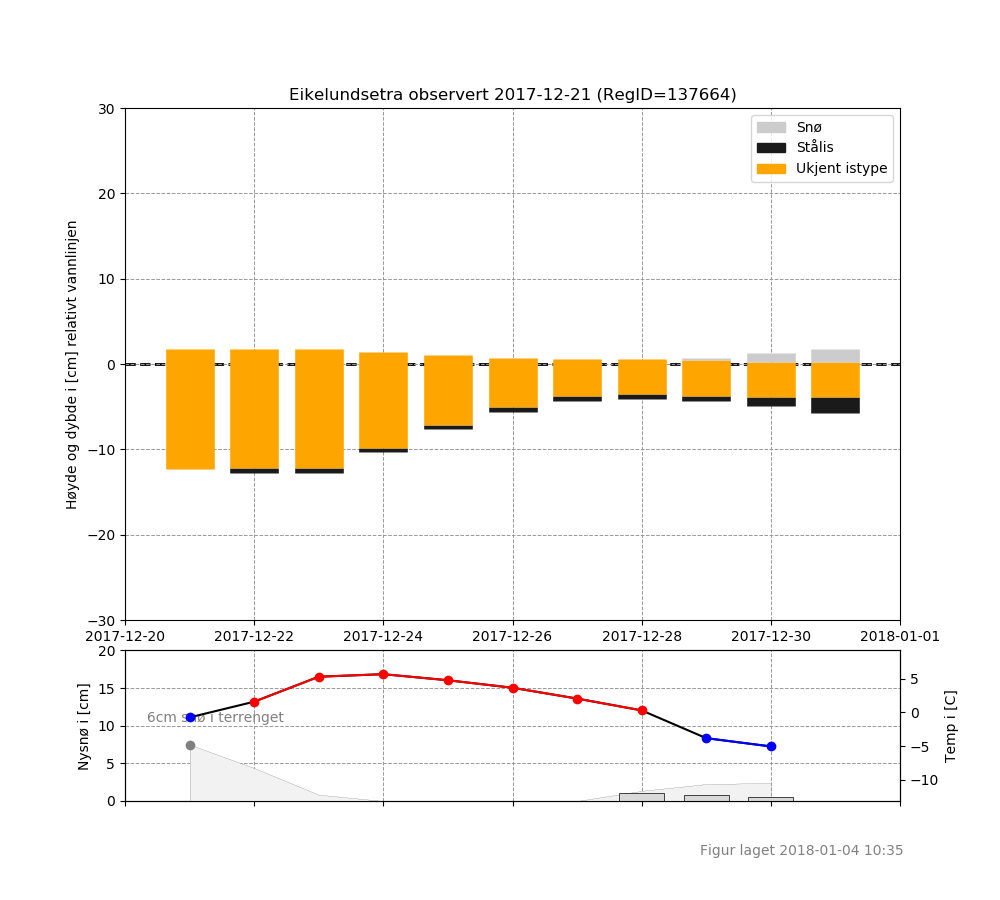 Eikelundsetra observert 2017-12-21 (RegID=137664)
Høyde og dybde i [cm] relativt vannlinjen
30
20
10
0
−10
−20
−30
Snø
Stålis
Ukjent istype
2017-12-20 2017-12-22 2017-12-24 2017-12-26 2017-12-28 2017-12-30 2018-01-01
Nysnø i [cm]
20
15
10
5
0
6cm snø i terrenget
5
0
−5
−10
Temp i [C]
Figur laget 2018-01-04 10:35